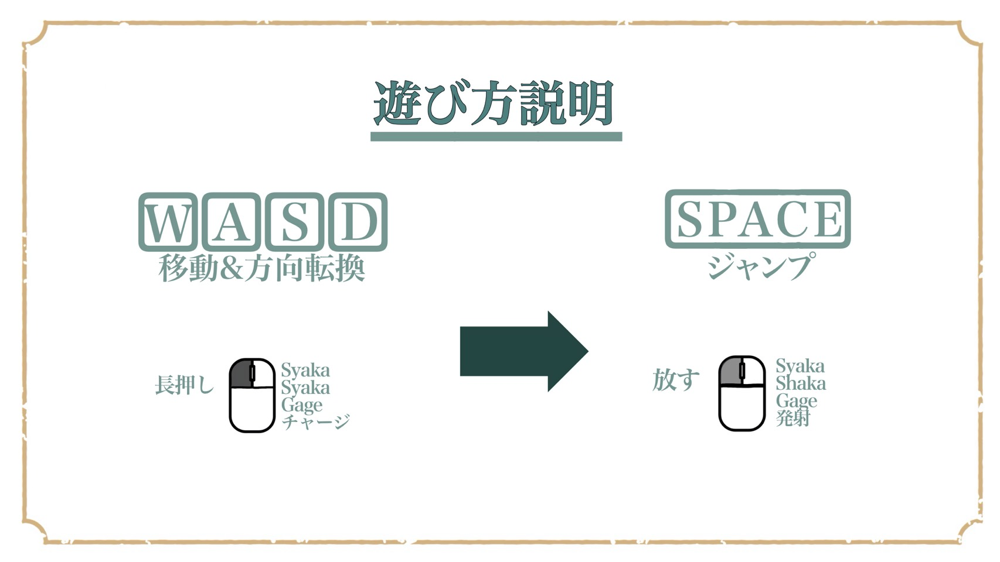 遊び方説明
W A S D
移動&方向転換
SPACE
ジャンプ
長押し
Syaka
Syaka
Gage
チャージ
放す
Syaka
Shaka
Gage
発射